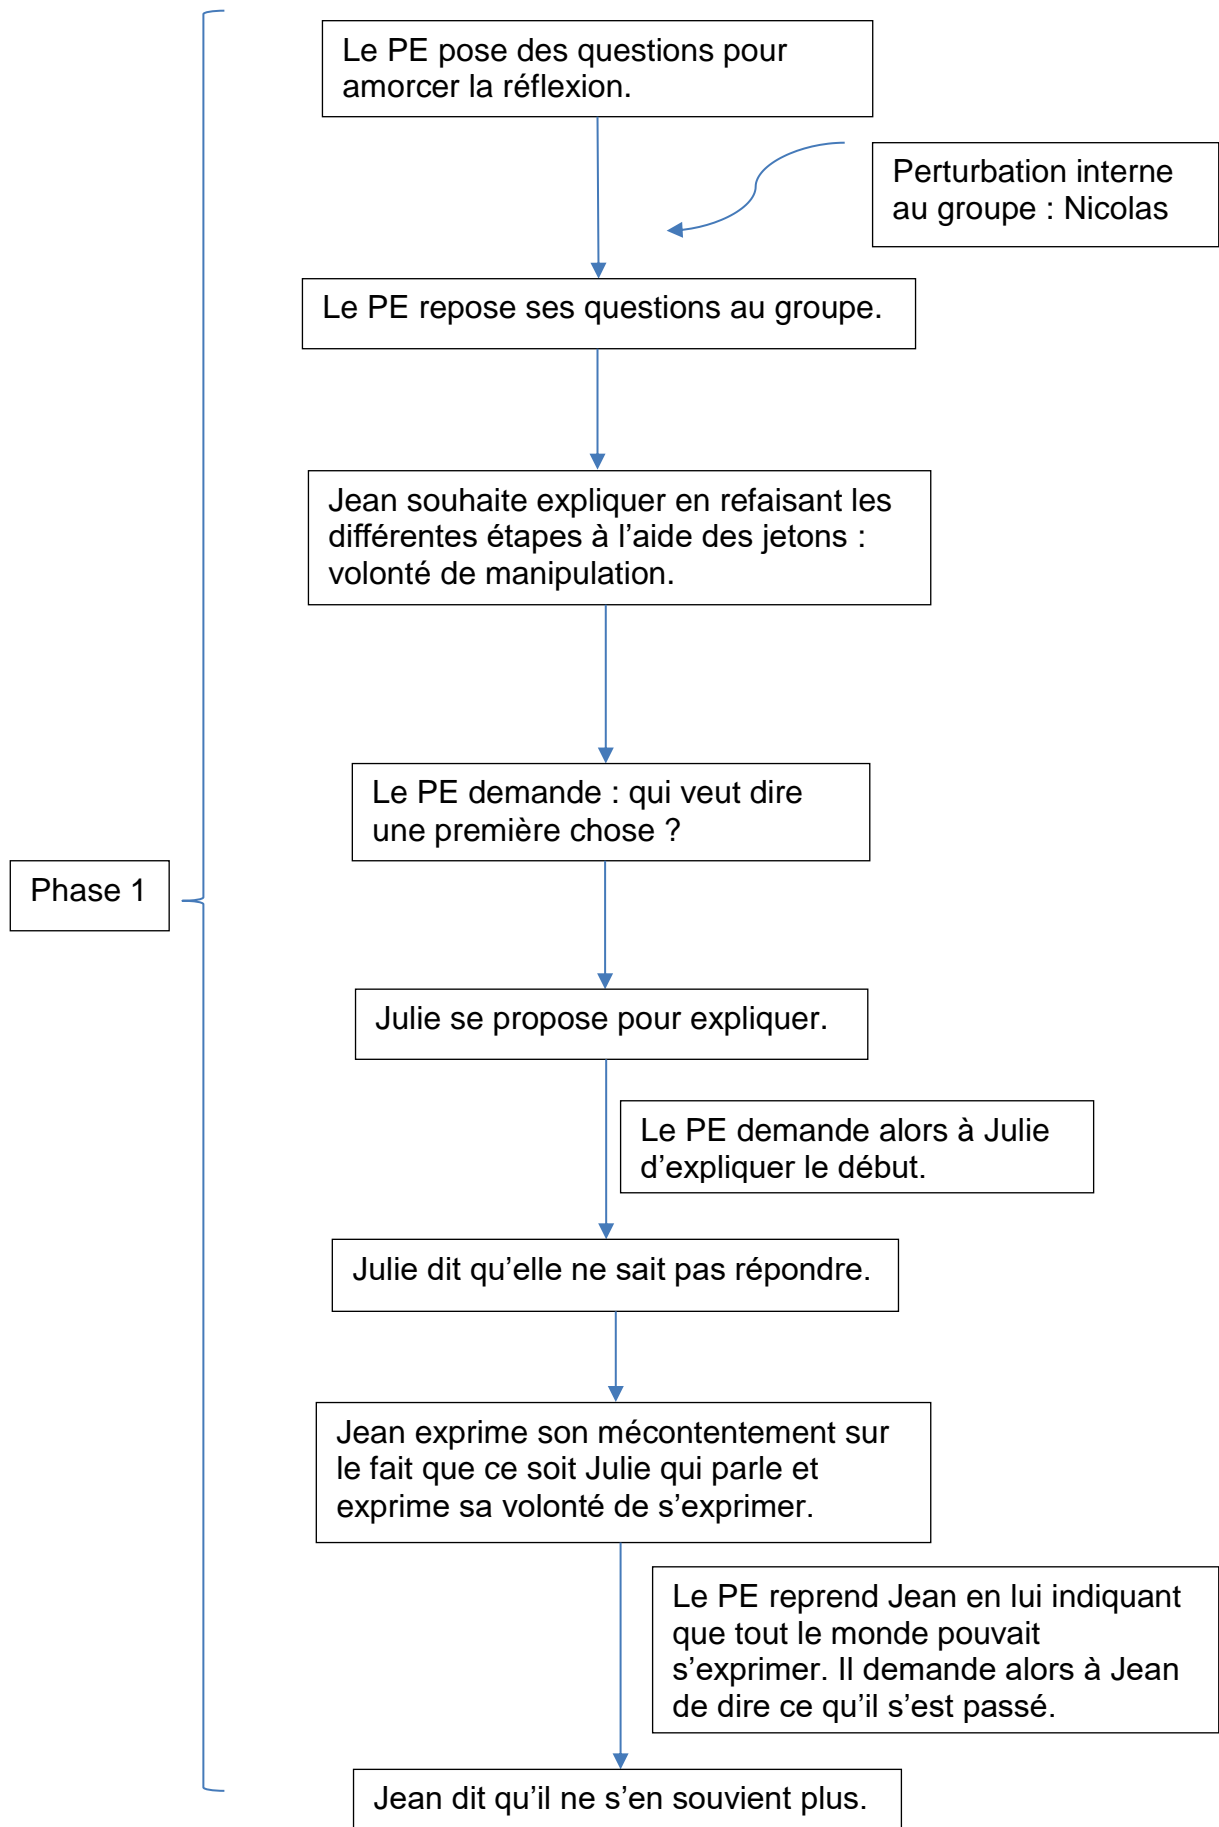 Le PE pose des questions pour
amorcer la réflexion.
Perturbation interne
au groupe : Nicolas
Le PE repose ses questions au groupe.
Jean souhaite expliquer en refaisant les
différentes étapes à l’aide des jetons :
volonté de manipulation.
Le PE demande : qui veut dire
une première chose ?
Phase 1
Julie se propose pour expliquer.
Le PE demande alors à Julie
d’expliquer le début.
Julie dit qu’elle ne sait pas répondre.
Jean exprime son mécontentement sur
le fait que ce soit Julie qui parle et
exprime sa volonté de s’exprimer.
Le PE reprend Jean en lui indiquant
que tout le monde pouvait
s’exprimer. Il demande alors à Jean
de dire ce qu’il s’est passé.
Jean dit qu’il ne s’en souvient plus.